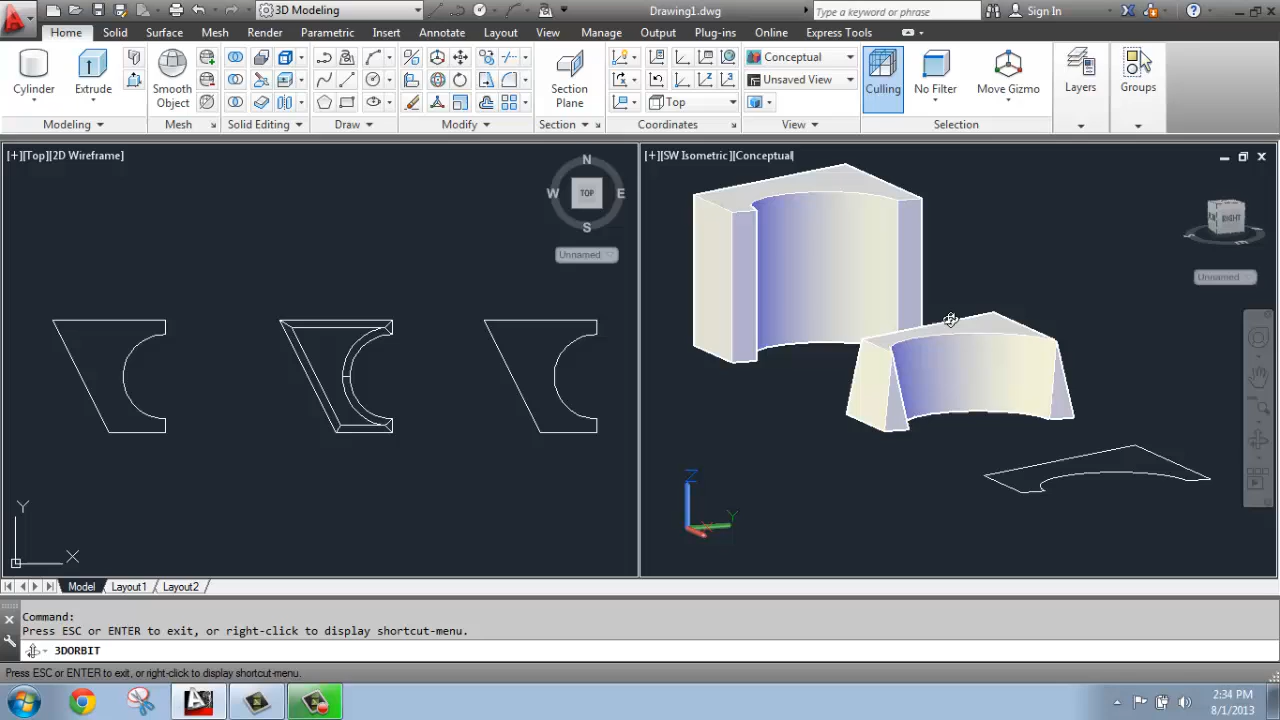 3D Modeling
Drawing1.dwg
Type a keyword or phrase
Sign In
Home
Solid
Surface
Mesh
Render
Parametric
Insert
Annotate
Layout
View
Manage
Output
Plug-ins
Online
Express Tools
Cylinder
Extrude
Smooth
Object
Section
Plane
Conceptual
Unsaved View
Top
Culling
No Filter
Move Gizmo
Layers
Groups
Modeling
Mesh
Solid Editing
Draw
Modify
Section
Coordinates
View
Selection
[+][Top][2D Wireframe]
N
W
TOP
E
S
Unnamed
Y
X
[+][SW Isometric][Conceptual]
RIGHT
Unnamed
Z
Y
X
Model
Layout1
Layout2
Command:
Press ESC or ENTER to exit, or right-click to display shortcut-menu.
3DORBIT
Press ESC or ENTER to exit, or right-click to display shortcut-menu.
2:34 PM
8/1/2013